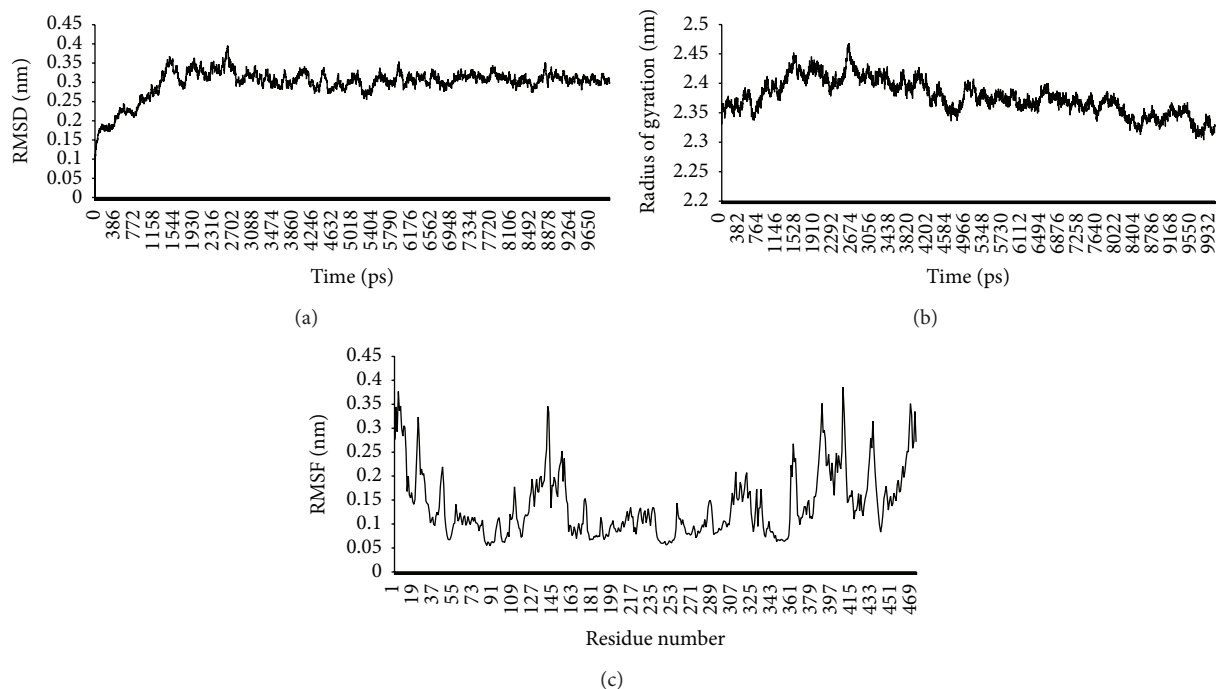 0.45
0.4
0.35
0.3
0.25
0.2
0.15
0.1
0.05
0
RMSD (nm)
0 386 772 1158 1544 1930 2316 2702 3088 3474 3860 4246 4632 5018 5404 5790 6176 6562 6948 7334 7720 8106 8492 8878 9264 9650
Time (ps)
(a)
2.5
2.45
2.4
2.35
2.3
2.25
2.2
Radius of gyration (nm)
0 382 764 1146 1528 1910 2292 2674 3056 3438 3820 4202 4584 4966 5348 5730 6112 6494 6876 7258 7640 8022 8404 8786 9168 9550 9932
Time (ps)
(b)
0.45
0.4
0.35
0.3
0.25
0.2
0.15
0.1
0.05
0
RMSF (nm)
1 19 37 55 73 91 109 127 145 163 181 199 217 235 253 271 289 307 325 343 361 379 397 415 433 451 469
Residue number
(c)